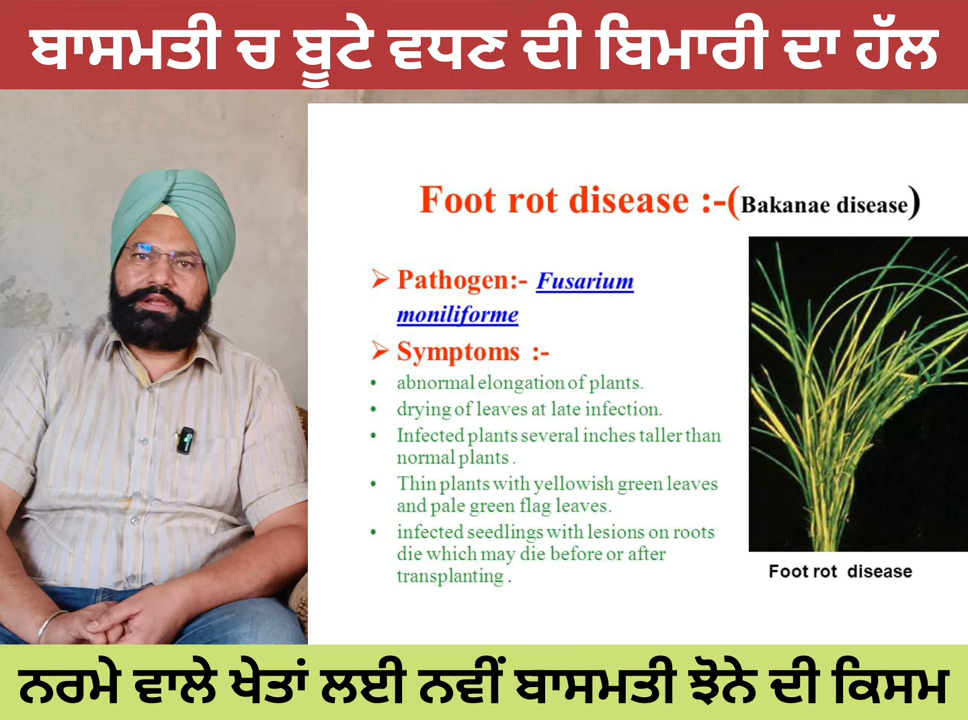 ਬਾਸਮਤੀ ਚ ਬੂਟੇ ਵਧਣ ਦੀ ਬਿਮਾਰੀ ਦਾ ਹੱਲ
Foot rot disease :-(Bakanae disease)
➢ Pathogen:- Fusarium
moniliforme
➢ Symptoms :-
• abnormal elongation of plants.
• drying of leaves at late infection.
• Infected plants several inches taller than
normal plants .
• Thin plants with yellowish green leaves
and pale green flag leaves.
• infected seedlings with lesions on roots
die which may die before or after
transplanting .
Foot rot disease
ਨਰਮੇ ਵਾਲੇ ਖੇਤਾਂ ਲਈ ਨਵੀਂ ਬਾਸਮਤੀ ਝੋਨੇ ਦੀ ਕਿਸਮ